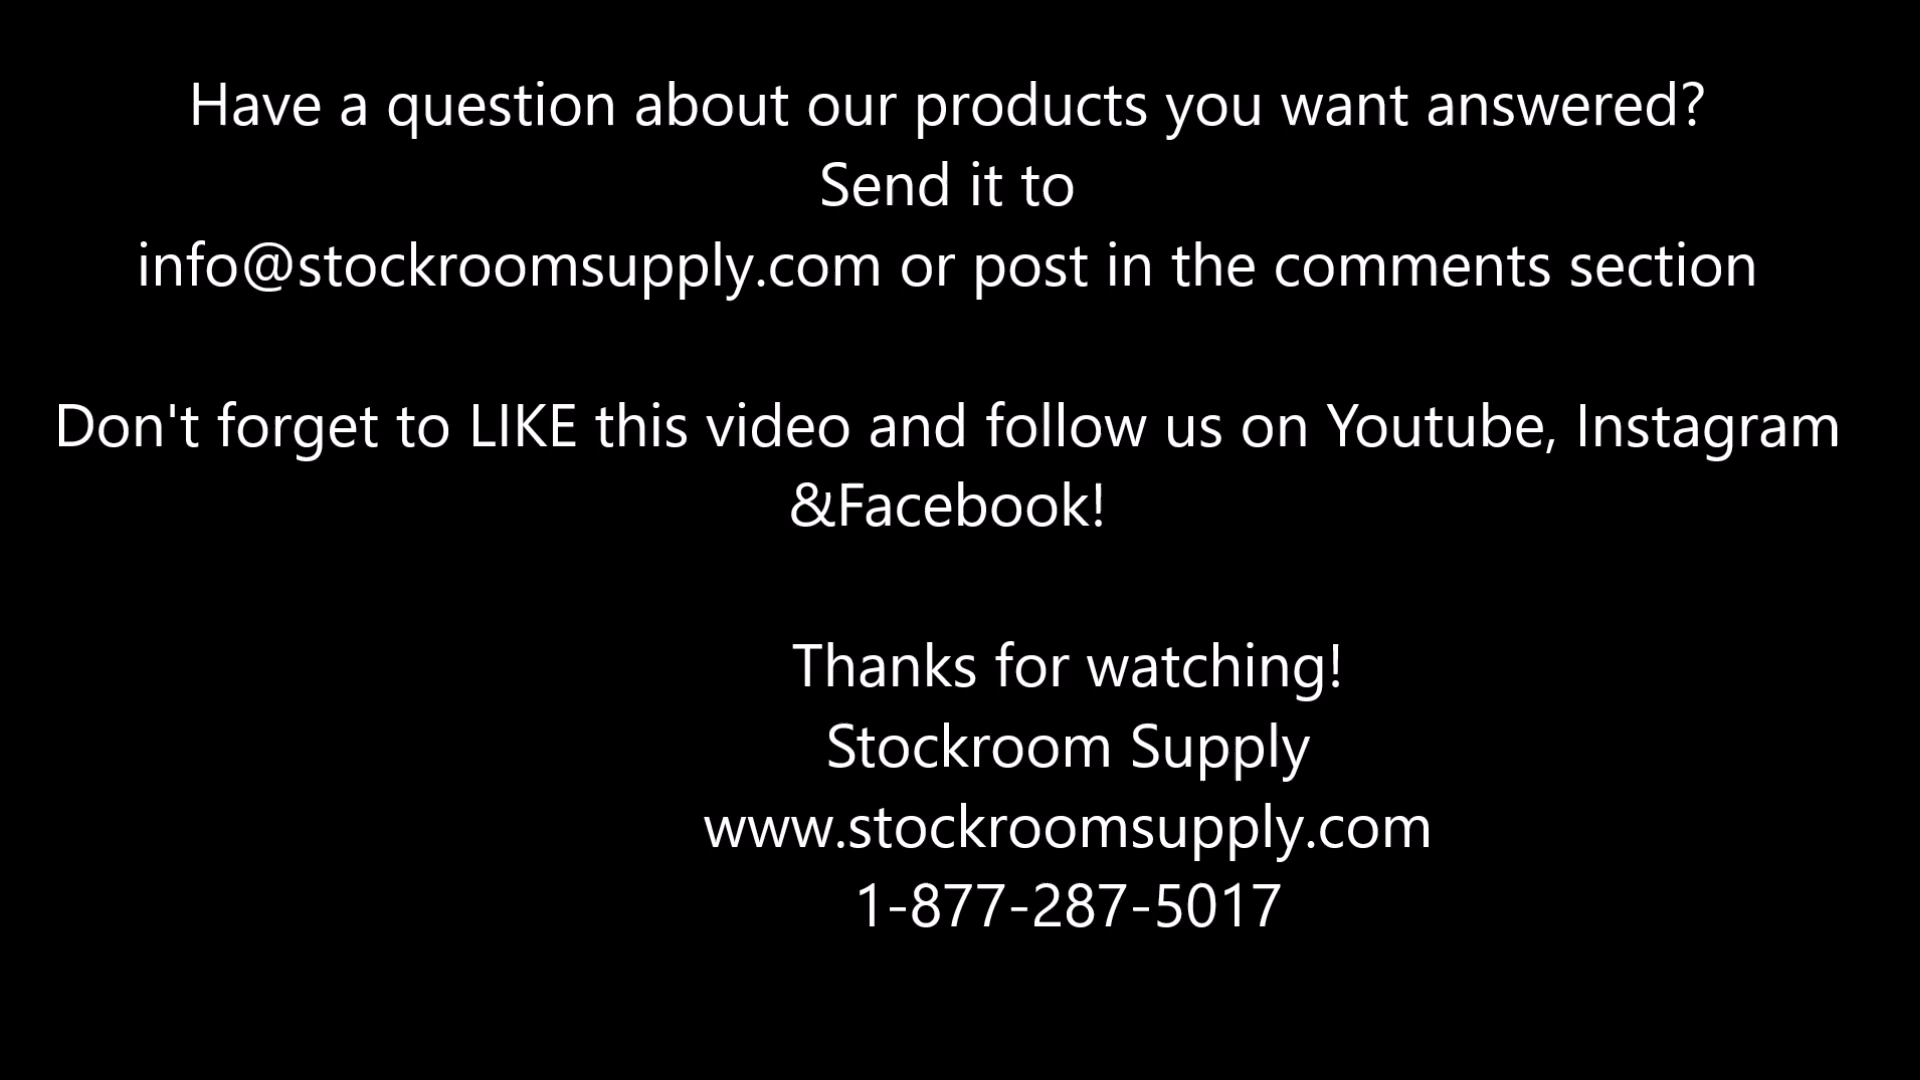 Have a question about our products you want answered?
Send it to
info@stockroomsupply.com or post in the comments section
Don't forget to LIKE this video and follow us on Youtube, Instagram
&Facebook!
Thanks for watching!
Stockroom Supply
www.stockroomsupply.com
1-877-287-5017